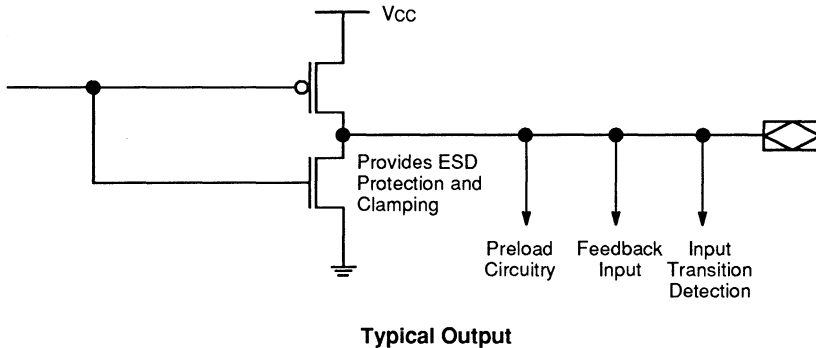 VCC
Provides ESD
Protection and
Clamping
Preload
Circuitry
Feedback
Input
Input
Transition
Detection
Typical Output